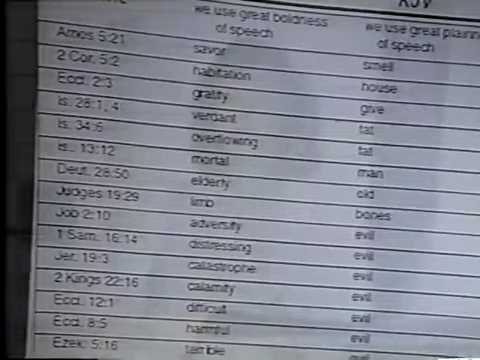 KJV
we use great boldness of speech we use great plainn of speech
Amos 5:21 savor smell
2 Cor. 5:2 habitation house
Eccl. 2:3 gratify give
Is. 28:1, 4 verdant fat
Is. 34:6 overflowing fat
Is. 13:12 mortal man
Deut. 28:50 elderly old
Judges 19:29 limb bones
Job 2:10 adversity evil
1 Sam. 16:14 distressing evil
Jer. 19:3 catastrophe evil
2 Kings 22:16 calamity evil
Eccl. 12:1 difficult evil
Eccl. 8:5 harmful evil
Ezek. 5:16 terrible evil